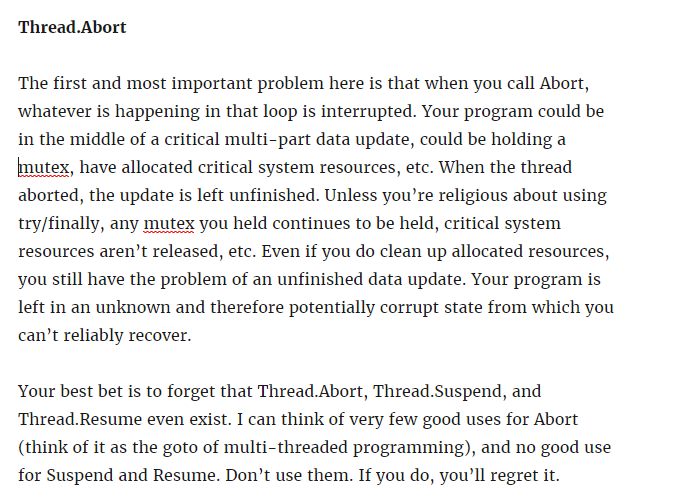 Thread.Abort
The first and most important problem here is that when you call Abort,
whatever is happening in that loop is interrupted. Your program could be
in the middle of a critical multi-part data update, could be holding a
mutex, have allocated critical system resources, etc. When the thread
aborted, the update is left unfinished. Unless you’re religious about using
try/finally, any mutex you held continues to be held, critical system
resources aren’t released, etc. Even if you do clean up allocated resources,
you still have the problem of an unfinished data update. Your program is
left in an unknown and therefore potentially corrupt state from which you
can’t reliably recover.
Your best bet is to forget that Thread.Abort, Thread.Suspend, and
Thread.Resume even exist. I can think of very few good uses for Abort
(think of it as the goto of multi-threaded programming), and no good use
for Suspend and Resume. Don’t use them. If you do, you’ll regret it.